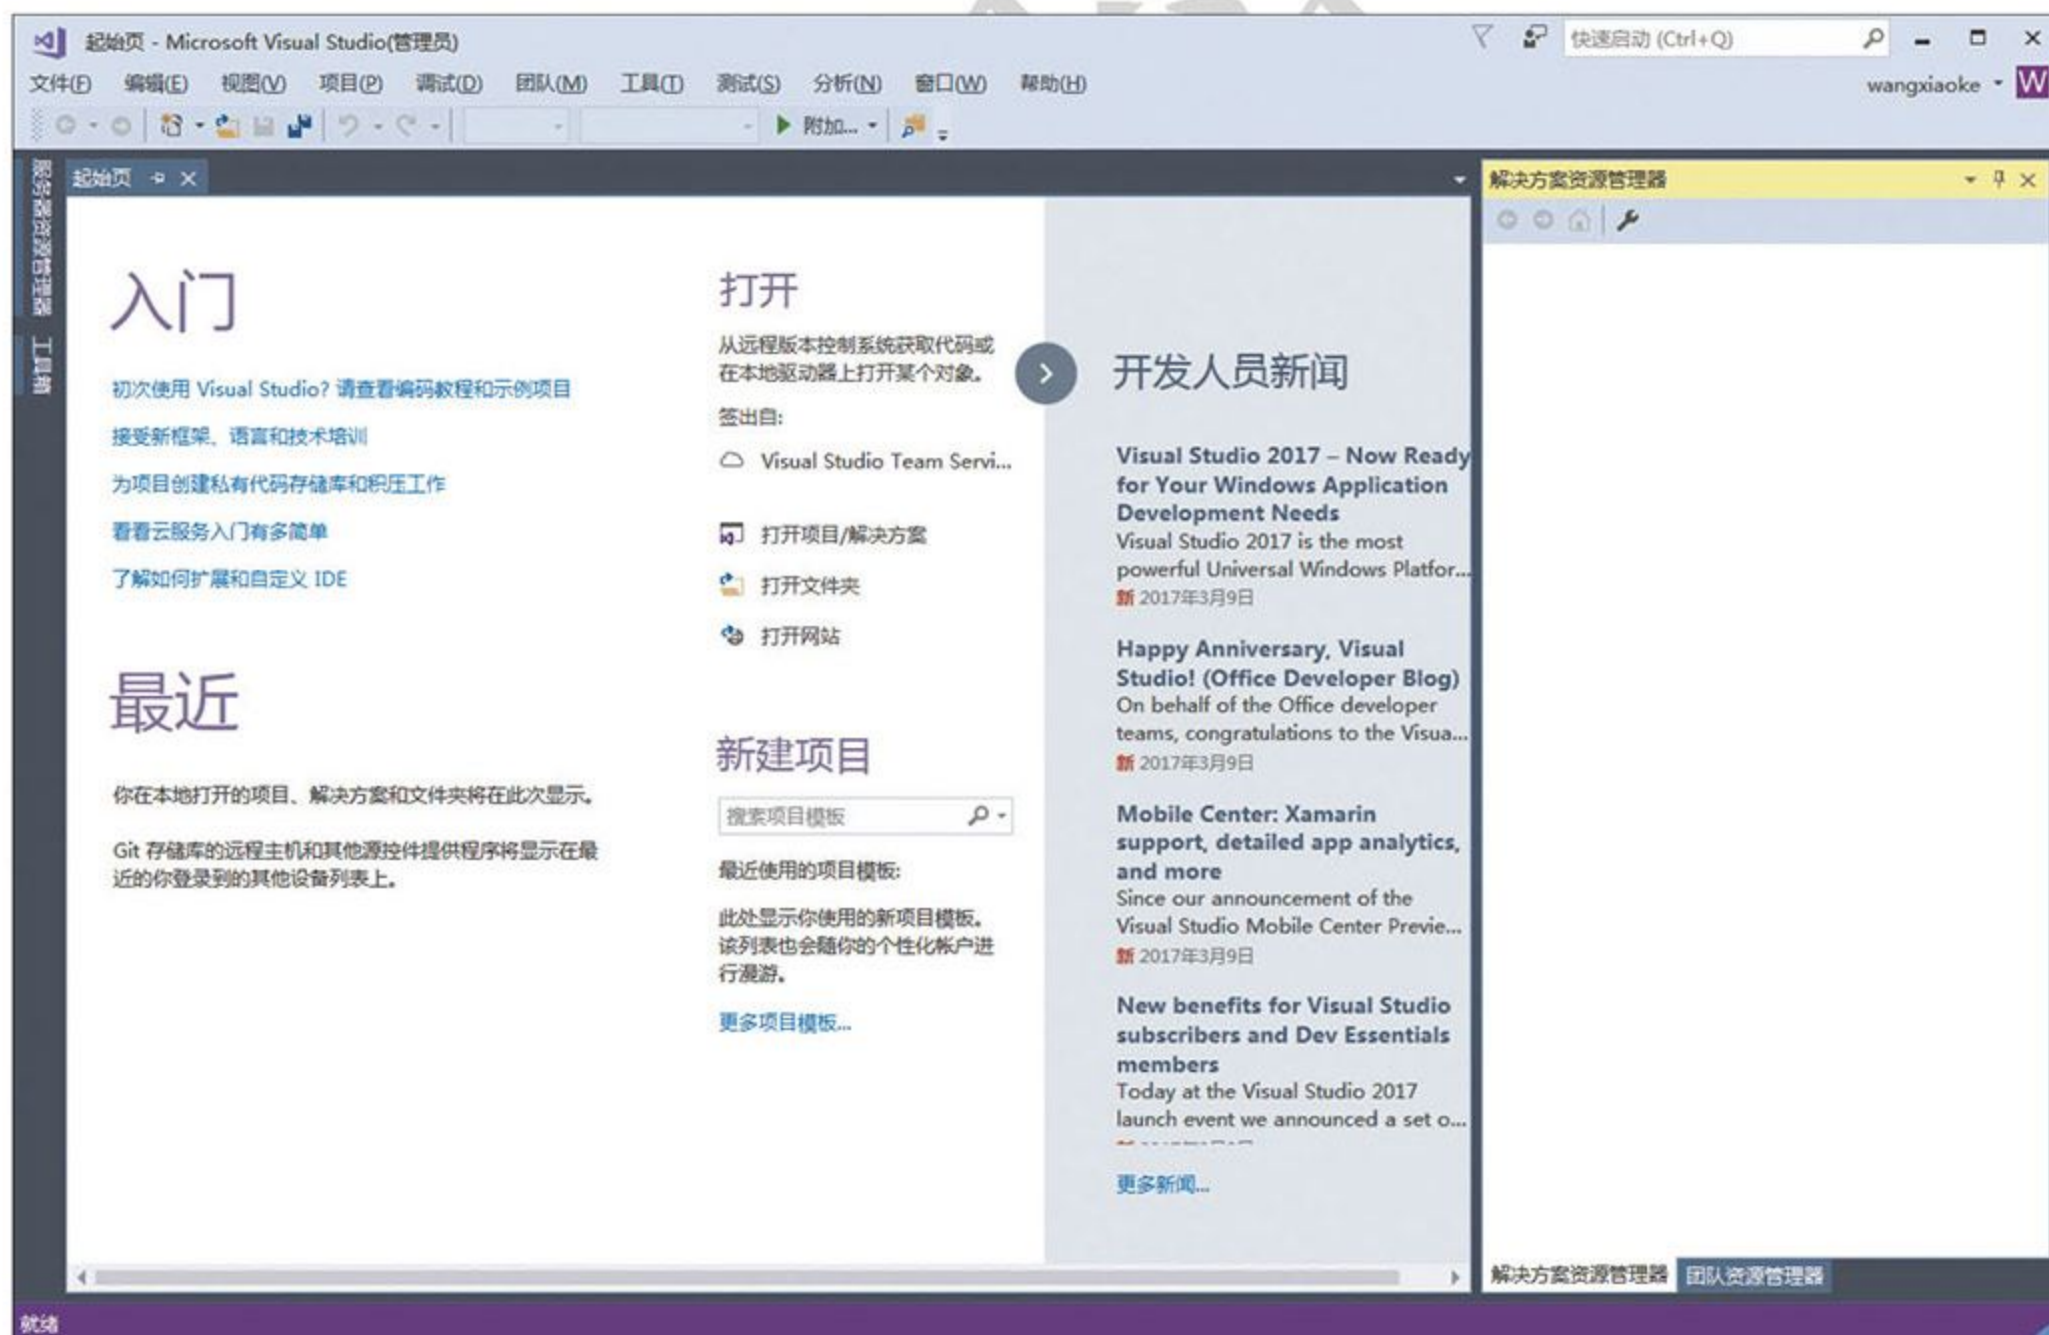 起始页 - Microsoft Visual Studio(管理员)
快速启动 (Ctrl+Q)
文件(F) 编辑(E) 视图(V) 项目(P) 调试(D) 团队(M) 工具(T) 测试(S) 分析(N) 窗口(W) 帮助(H)
wangxiaoke W
附加...
服务器资源管理器
工具箱
起始页
入门
初次使用 Visual Studio? 请查看编码教程和示例项目
接受新框架、语言和技术培训
为项目创建私有代码存储库和积压工作
看看云服务入门有多简单
了解如何扩展和自定义 IDE
最近
你在本地打开的项目、解决方案和文件夹将在此次显示。
Git 存储库的远程主机和其他源控件提供程序将显示在最
近的你登录到的其他设备列表上。
打开
从远程版本控制系统获取代码或
在本地驱动器上打开某个对象。
签出自:
Visual Studio Team Servi...
打开项目/解决方案
打开文件夹
打开网站
新建项目
搜索项目模板
最近使用的项目模板:
此处显示你使用的新项目模板。
该列表也会随你的个性化帐户进
行漫游。
更多项目模板...
开发人员新闻
Visual Studio 2017 – Now Ready
for Your Windows Application
Development Needs
Visual Studio 2017 is the most
powerful Universal Windows Platfor...
新 2017年3月9日
Happy Anniversary, Visual
Studio! (Office Developer Blog)
On behalf of the Office developer
teams, congratulations to the Visua...
新 2017年3月9日
Mobile Center: Xamarin
support, detailed app analytics,
and more
Since our announcement of the
Visual Studio Mobile Center Previe...
新 2017年3月9日
New benefits for Visual Studio
subscribers and Dev Essentials
members
Today at the Visual Studio 2017
launch event we announced a set o...
更多新闻...
解决方案资源管理器
解决方案资源管理器 团队资源管理器
就绪